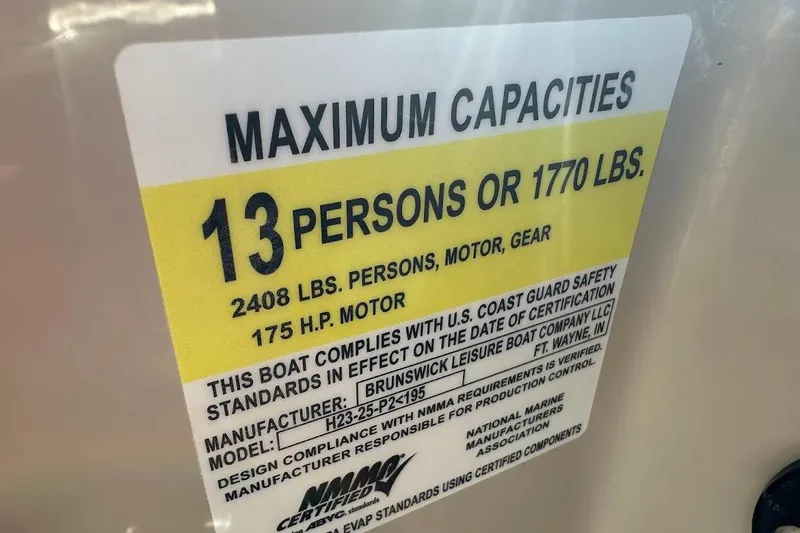 MAXIMUM CAPACITIES
13 PERSONS OR 1770 LBS.
2408 LBS. PERSONS, MOTOR, GEAR
175 H.P. MOTOR
THIS BOAT COMPLIES WITH U.S. COAST GUARD SAFETY
STANDARDS IN EFFECT ON THE DATE OF CERTIFICATION
MANUFACTURER: BRUNSWICK LEISURE BOAT COMPANY LLC
FT. WAYNE, IN
MODEL: H23-25-P2<195
DESIGN COMPLIANCE WITH NMMA REQUIREMENTS IS VERIFIED.
MANUFACTURER RESPONSIBLE FOR PRODUCTION CONTROL.
NMMA
CERTIFIED
ABYC standards
NATIONAL MARINE
MANUFACTURERS
ASSOCIATION
EVAP STANDARDS USING CERTIFIED COMPONENTS